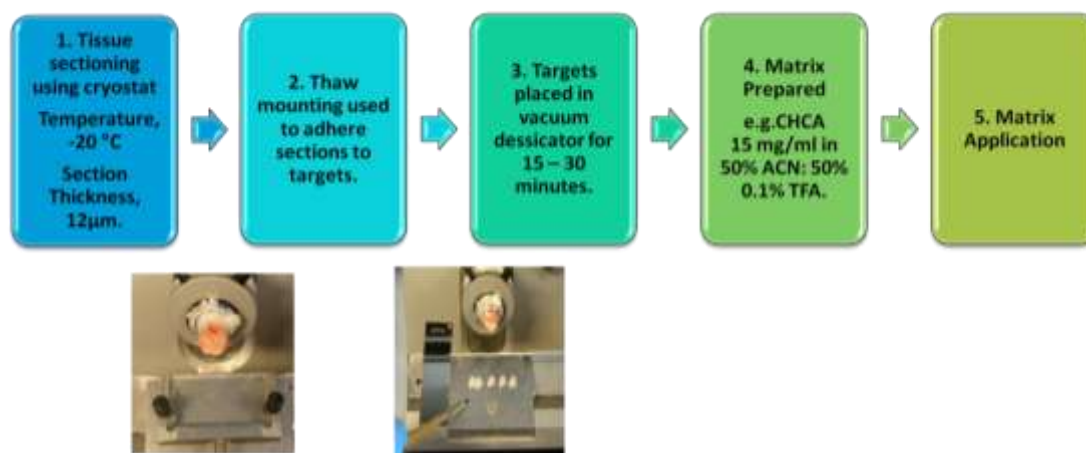 1. Tissue
sectioning
using cryostat
Temperature,
-20 °C
Section
Thickness,
12µm.
2. Thaw
mounting used
to adhere
sections to
targets.
3. Targets
placed in
vacuum
dessicator for
15 – 30
minutes.
4. Matrix
Prepared
e.g.CHCA
15 mg/ml in
50% ACN: 50%
0.1% TFA.
5. Matrix
Application